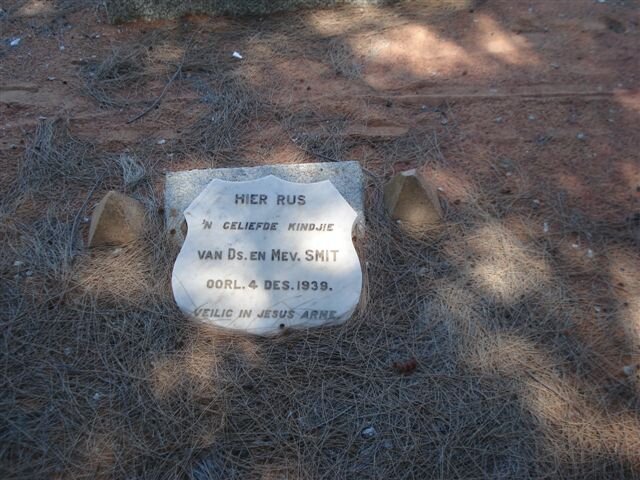 HIER RUS
'N GELIEFDE KINDJIE
VAN DS. EN MEV. SMIT
OORL. 4 DES. 1939.
VEILIG IN JESUS ARME.